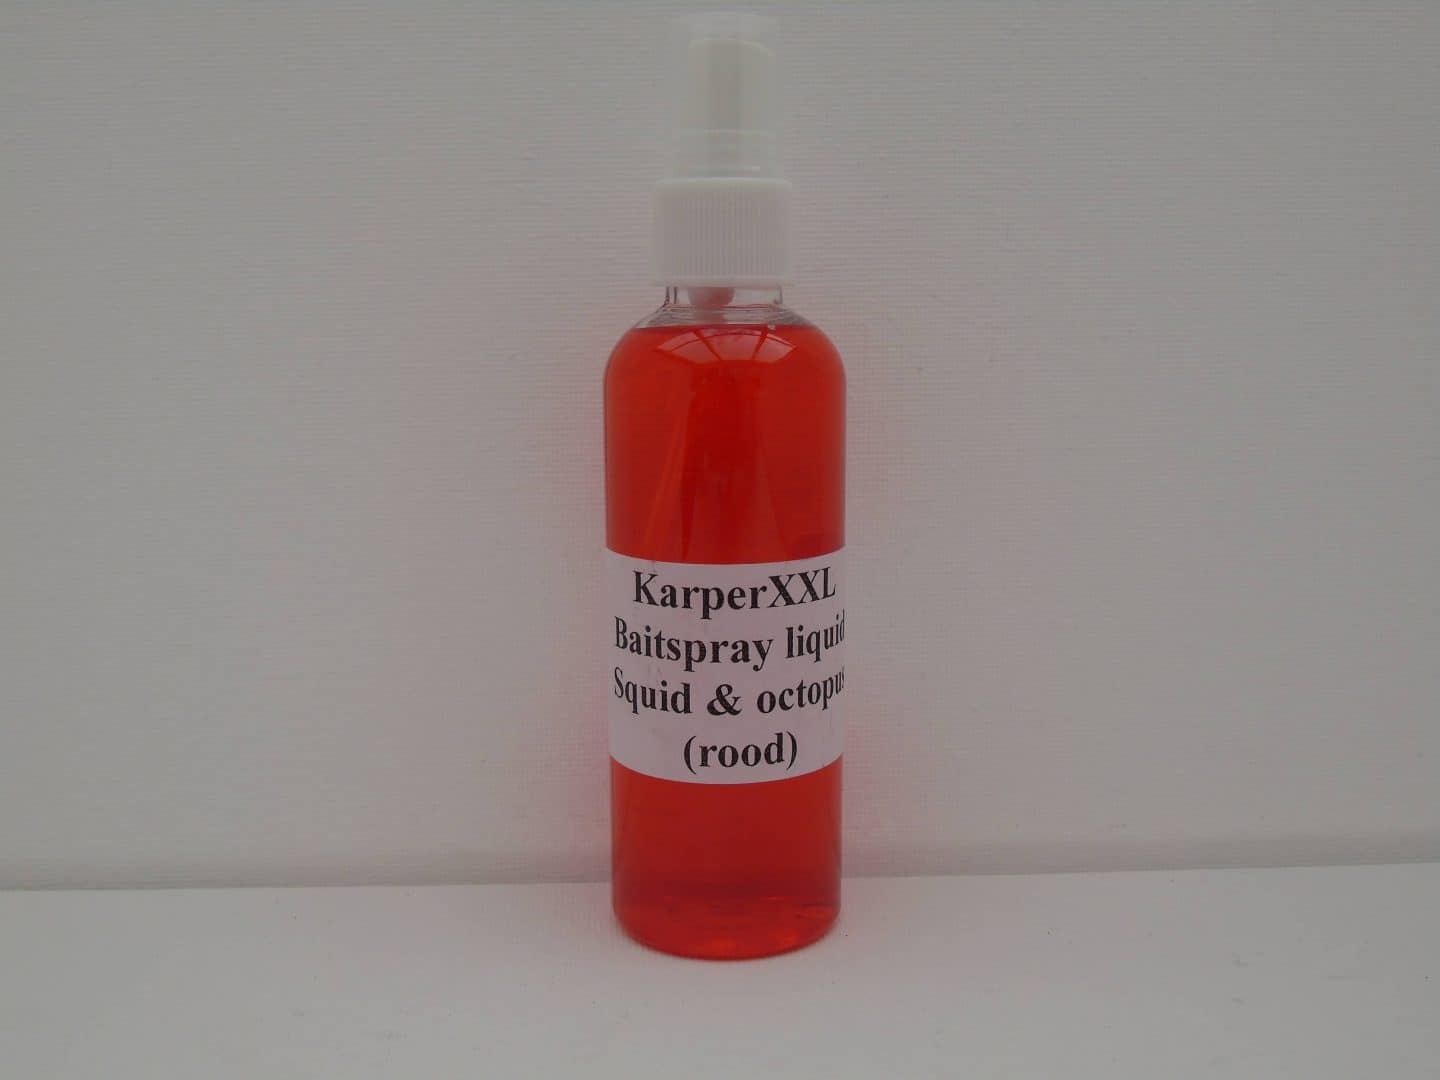 KarperXXL
Baitspray liquid
Squid & octopus
(rood)